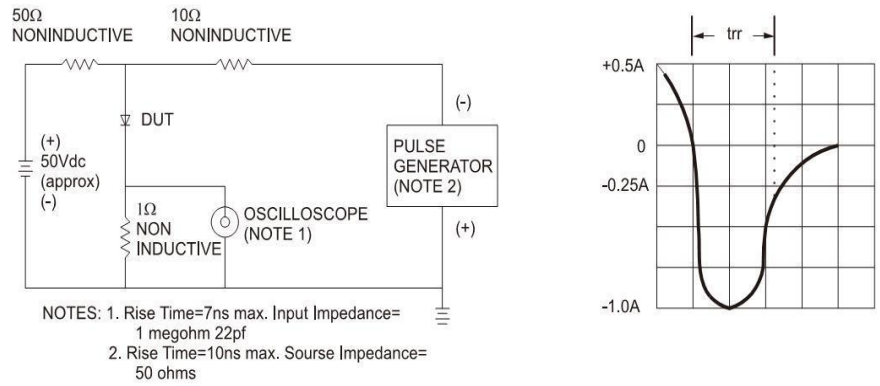 50Ω
NONINDUCTIVE
10Ω
NONINDUCTIVE
DUT
(+)
50Vdc
(approx)
(-)
1Ω
NON
INDUCTIVE
OSCILLOSCOPE
(NOTE 1)
(-)
PULSE
GENERATOR
(NOTE 2)
(+)
NOTES: 1. Rise Time=7ns max. Input Impedance=
1 megohm 22pf
2. Rise Time=10ns max. Sourse Impedance=
50 ohms
trr
+0.5A
0
-0.25A
-1.0A